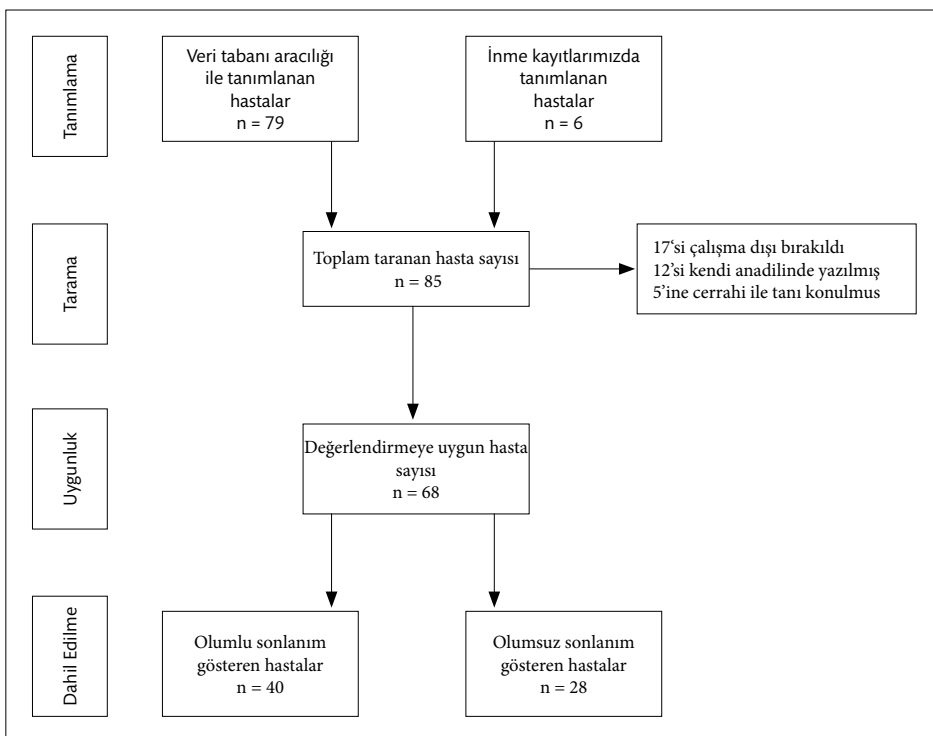 Tanımlama
Veri tabanı aracılığı
ile tanımlanan
hastalar
n = 79
İnme kayıtlarımızda
tanımlanan
hastalar
n = 6
Tarama
Toplam taranan hasta sayısı
n = 85
17‘si çalışma dışı bırakıldı
12’si kendi anadilinde yazılmış
5’ine cerrahi ile tanı konulmus
Uygunluk
Değerlendirmeye uygun hasta
sayısı
n = 68
Dahil Edilme
Olumlu sonlanım
gösteren hastalar
n = 40
Olumsuz sonlanım
gösteren hastalar
n = 28